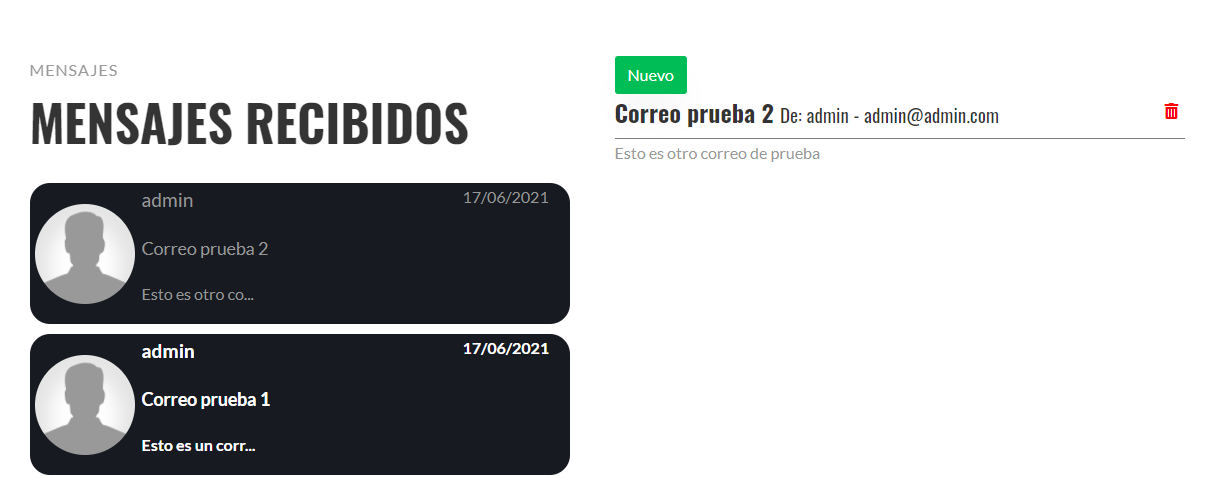 MENSAJES
MENSAJES RECIBIDOS
admin 17/06/2021
Correo prueba 2
Esto es otro co...
admin 17/06/2021
Correo prueba 1
Esto es un corr...
Nuevo
Correo prueba 2 De: admin - admin@admin.com
Esto es otro correo de prueba